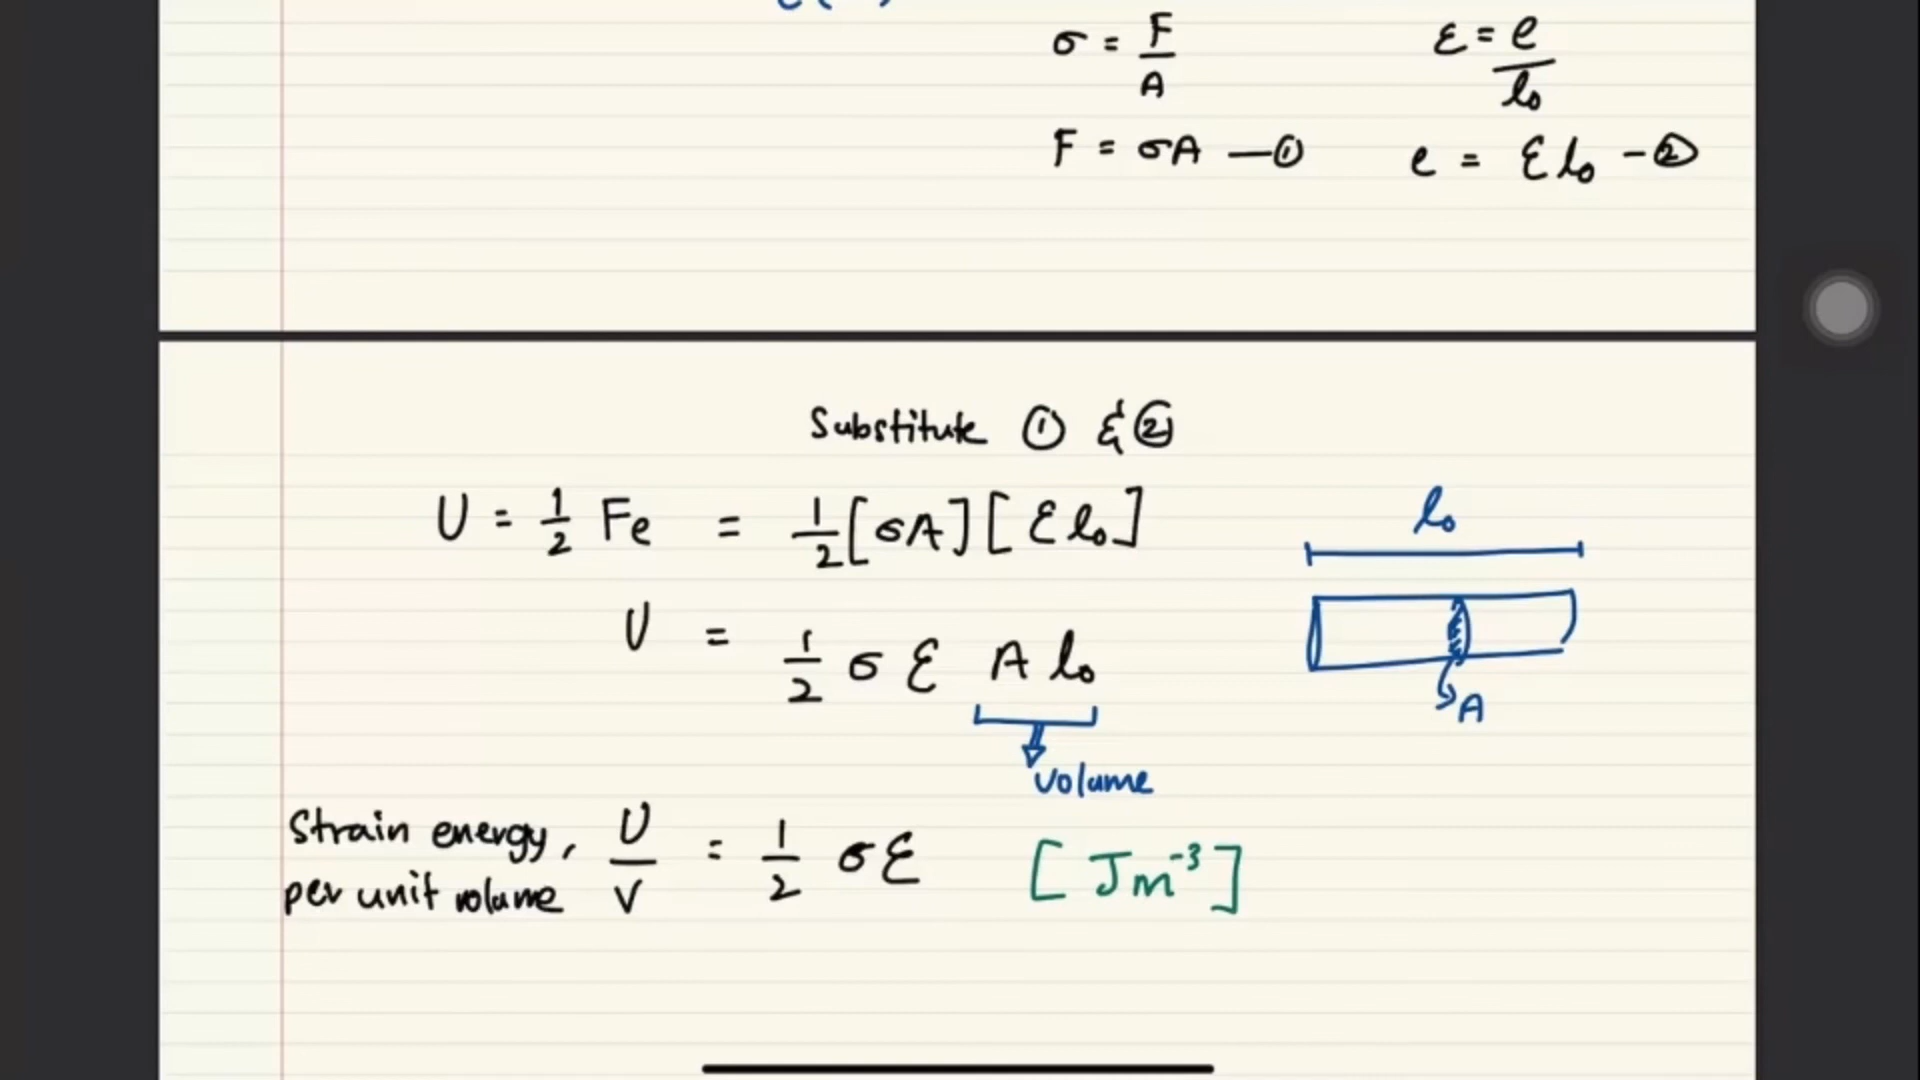 σ = F/A    ε = e/l₀
F = σA —①    e = εl₀ -②
Substitute ① & ②
U = 1/2 Fe = 1/2 [σA][εl₀]
l₀
U = 1/2 σ ε A l₀
A
volume
Strain energy, U/V = 1/2 σε [Jm⁻³]
per unit volume